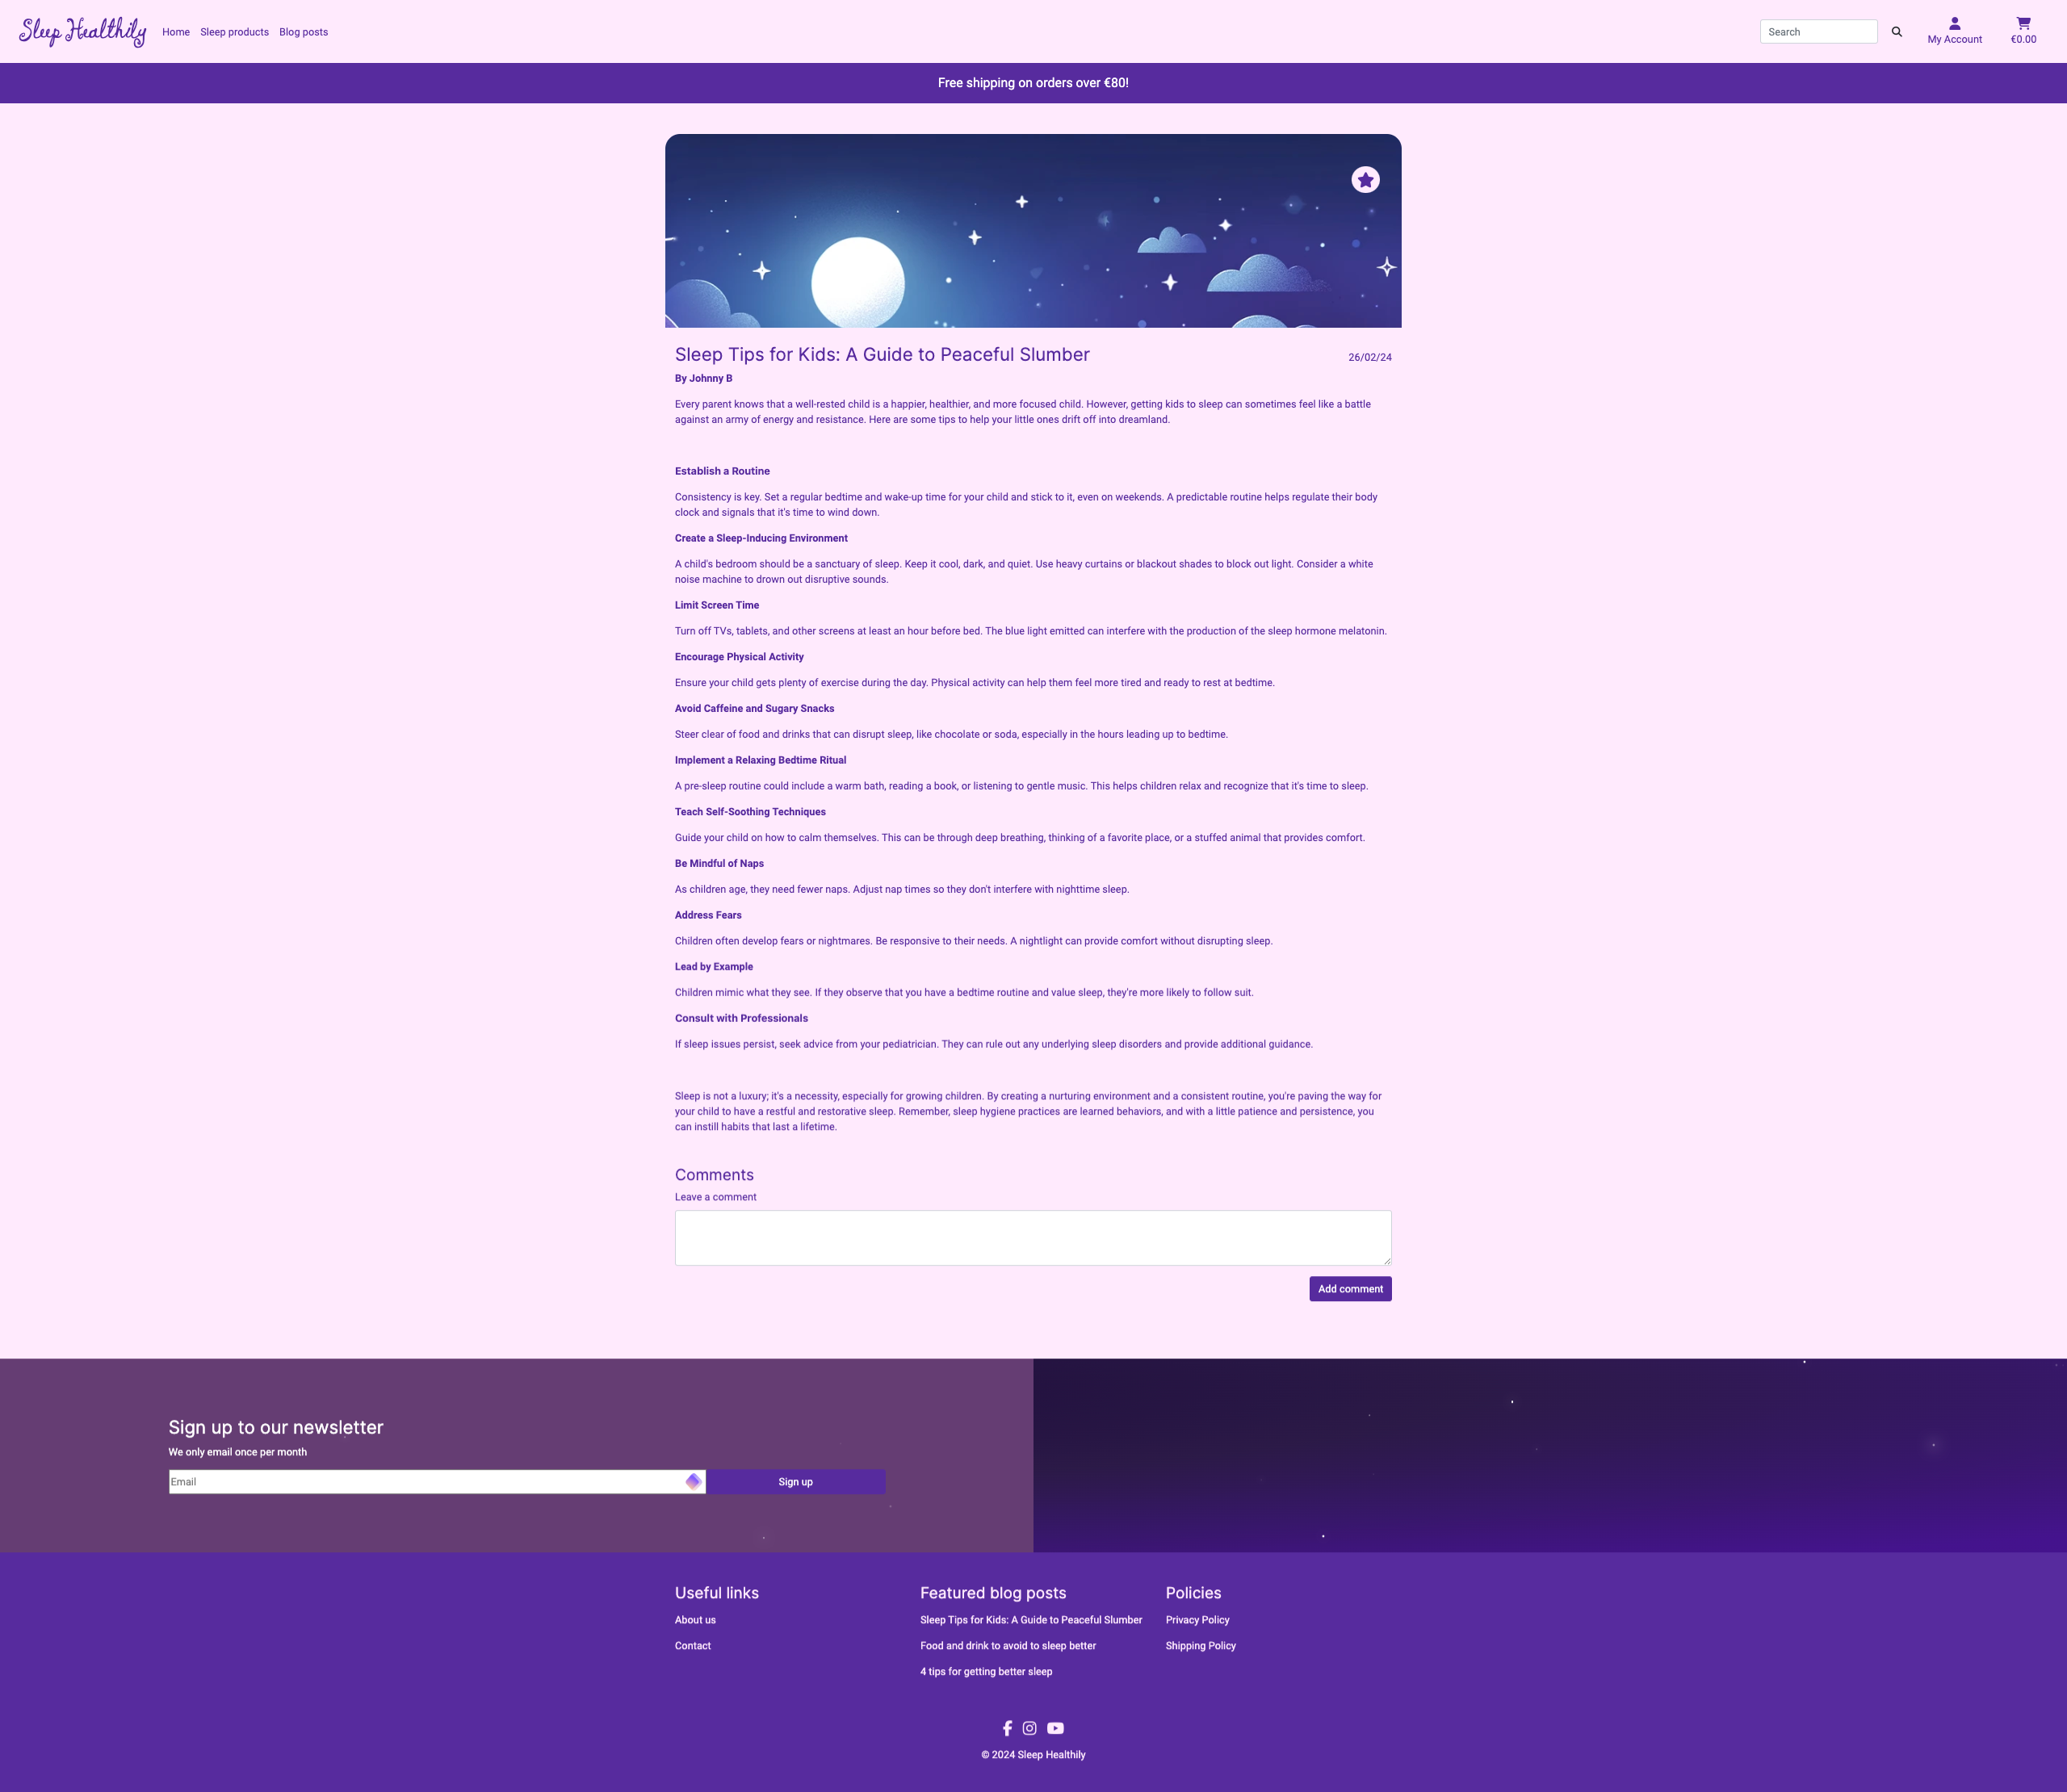 Sleep Healthily
Home
Sleep products
Blog posts
Search
My Account
€0.00
Free shipping on orders over €80!
Sleep Tips for Kids: A Guide to Peaceful Slumber
26/02/24
By Johnny B
Every parent knows that a well-rested child is a happier, healthier, and more focused child. However, getting kids to sleep can sometimes feel like a battle
against an army of energy and resistance. Here are some tips to help your little ones drift off into dreamland.
Establish a Routine
Consistency is key. Set a regular bedtime and wake-up time for your child and stick to it, even on weekends. A predictable routine helps regulate their body
clock and signals that it's time to wind down.
Create a Sleep-Inducing Environment
A child's bedroom should be a sanctuary of sleep. Keep it cool, dark, and quiet. Use heavy curtains or blackout shades to block out light. Consider a white
noise machine to drown out disruptive sounds.
Limit Screen Time
Turn off TVs, tablets, and other screens at least an hour before bed. The blue light emitted can interfere with the production of the sleep hormone melatonin.
Encourage Physical Activity
Ensure your child gets plenty of exercise during the day. Physical activity can help them feel more tired and ready to rest at bedtime.
Avoid Caffeine and Sugary Snacks
Steer clear of food and drinks that can disrupt sleep, like chocolate or soda, especially in the hours leading up to bedtime.
Implement a Relaxing Bedtime Ritual
A pre-sleep routine could include a warm bath, reading a book, or listening to gentle music. This helps children relax and recognize that it's time to sleep.
Teach Self-Soothing Techniques
Guide your child on how to calm themselves. This can be through deep breathing, thinking of a favorite place, or a stuffed animal that provides comfort.
Be Mindful of Naps
As children age, they need fewer naps. Adjust nap times so they don't interfere with nighttime sleep.
Address Fears
Children often develop fears or nightmares. Be responsive to their needs. A nightlight can provide comfort without disrupting sleep.
Lead by Example
Children mimic what they see. If they observe that you have a bedtime routine and value sleep, they're more likely to follow suit.
Consult with Professionals
If sleep issues persist, seek advice from your pediatrician. They can rule out any underlying sleep disorders and provide additional guidance.
Sleep is not a luxury; it's a necessity, especially for growing children. By creating a nurturing environment and a consistent routine, you're paving the way for
your child to have a restful and restorative sleep. Remember, sleep hygiene practices are learned behaviors, and with a little patience and persistence, you
can instill habits that last a lifetime.
Comments
Leave a comment
Add comment
Sign up to our newsletter
We only email once per month
Email
Sign up
Useful links
About us
Contact
Featured blog posts
Sleep Tips for Kids: A Guide to Peaceful Slumber
Food and drink to avoid to sleep better
4 tips for getting better sleep
Policies
Privacy Policy
Shipping Policy
© 2024 Sleep Healthily